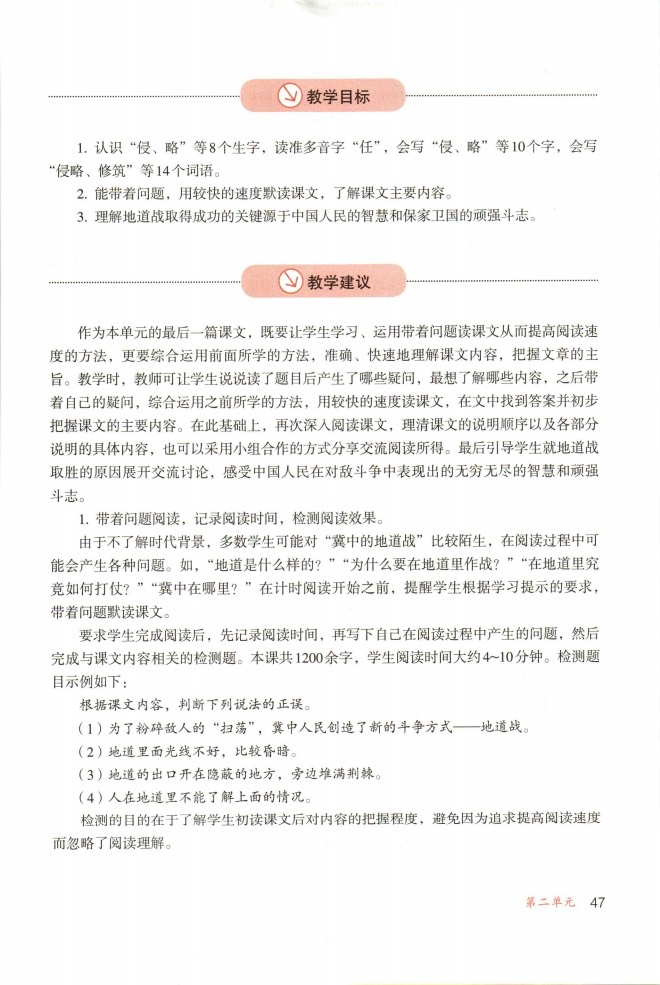 教学目标
1. 认识“侵、略”等8个生字，读准多音字“任”，会写“侵、略”等10个字，会写
“侵略、修筑”等14个词语。
2. 能带着问题，用较快的速度默读课文，了解课文主要内容。
3. 理解地道战取得成功的关键源于中国人民的智慧和保家卫国的顽强斗志。
教学建议
作为本单元的最后一篇课文，既要让学生学习、运用带着问题读课文从而提高阅读速
度的方法，更要综合运用前面所学的方法，准确、快速地理解课文内容，把握文章的主
旨。教学时，教师可让学生说说读了题目后产生了哪些疑问，最想了解哪些内容，之后带
着自己的疑问，综合运用之前所学的方法，用较快的速度读课文，在文中找到答案并初步
把握课文的主要内容。在此基础上，再次深入阅读课文，理清课文的说明顺序以及各部分
说明的具体内容，也可以采用小组合作的方式分享交流阅读所得。最后引导学生就地道战
取胜的原因展开交流讨论，感受中国人民在对敌斗争中表现出的无穷无尽的智慧和顽强
斗志。
1. 带着问题阅读，记录阅读时间，检测阅读效果。
由于不了解时代背景，多数学生可能对“冀中的地道战”比较陌生，在阅读过程中可
能会产生各种问题。如，“地道是什么样的？”“为什么要在地道里作战？”“在地道里究
竟如何打仗？”“冀中在哪里？”在计时阅读开始之前，提醒学生根据学习提示的要求，
带着问题默读课文。
要求学生完成阅读后，先记录阅读时间，再写下自己在阅读过程中产生的问题，然后
完成与课文内容相关的检测题。本课共1200余字，学生阅读时间大约4~10分钟。检测题
目示例如下：
根据课文内容，判断下列说法的正误。
（1）为了粉碎敌人的“扫荡”，冀中人民创造了新的斗争方式——地道战。
（2）地道里面光线不好，比较昏暗。
（3）地道的出口开在隐蔽的地方，旁边堆满荆棘。
（4）人在地道里不能了解上面的情况。
检测的目的在于了解学生初读课文后对内容的把握程度，避免因为追求提高阅读速度
而忽略了阅读理解。
第二单元 47